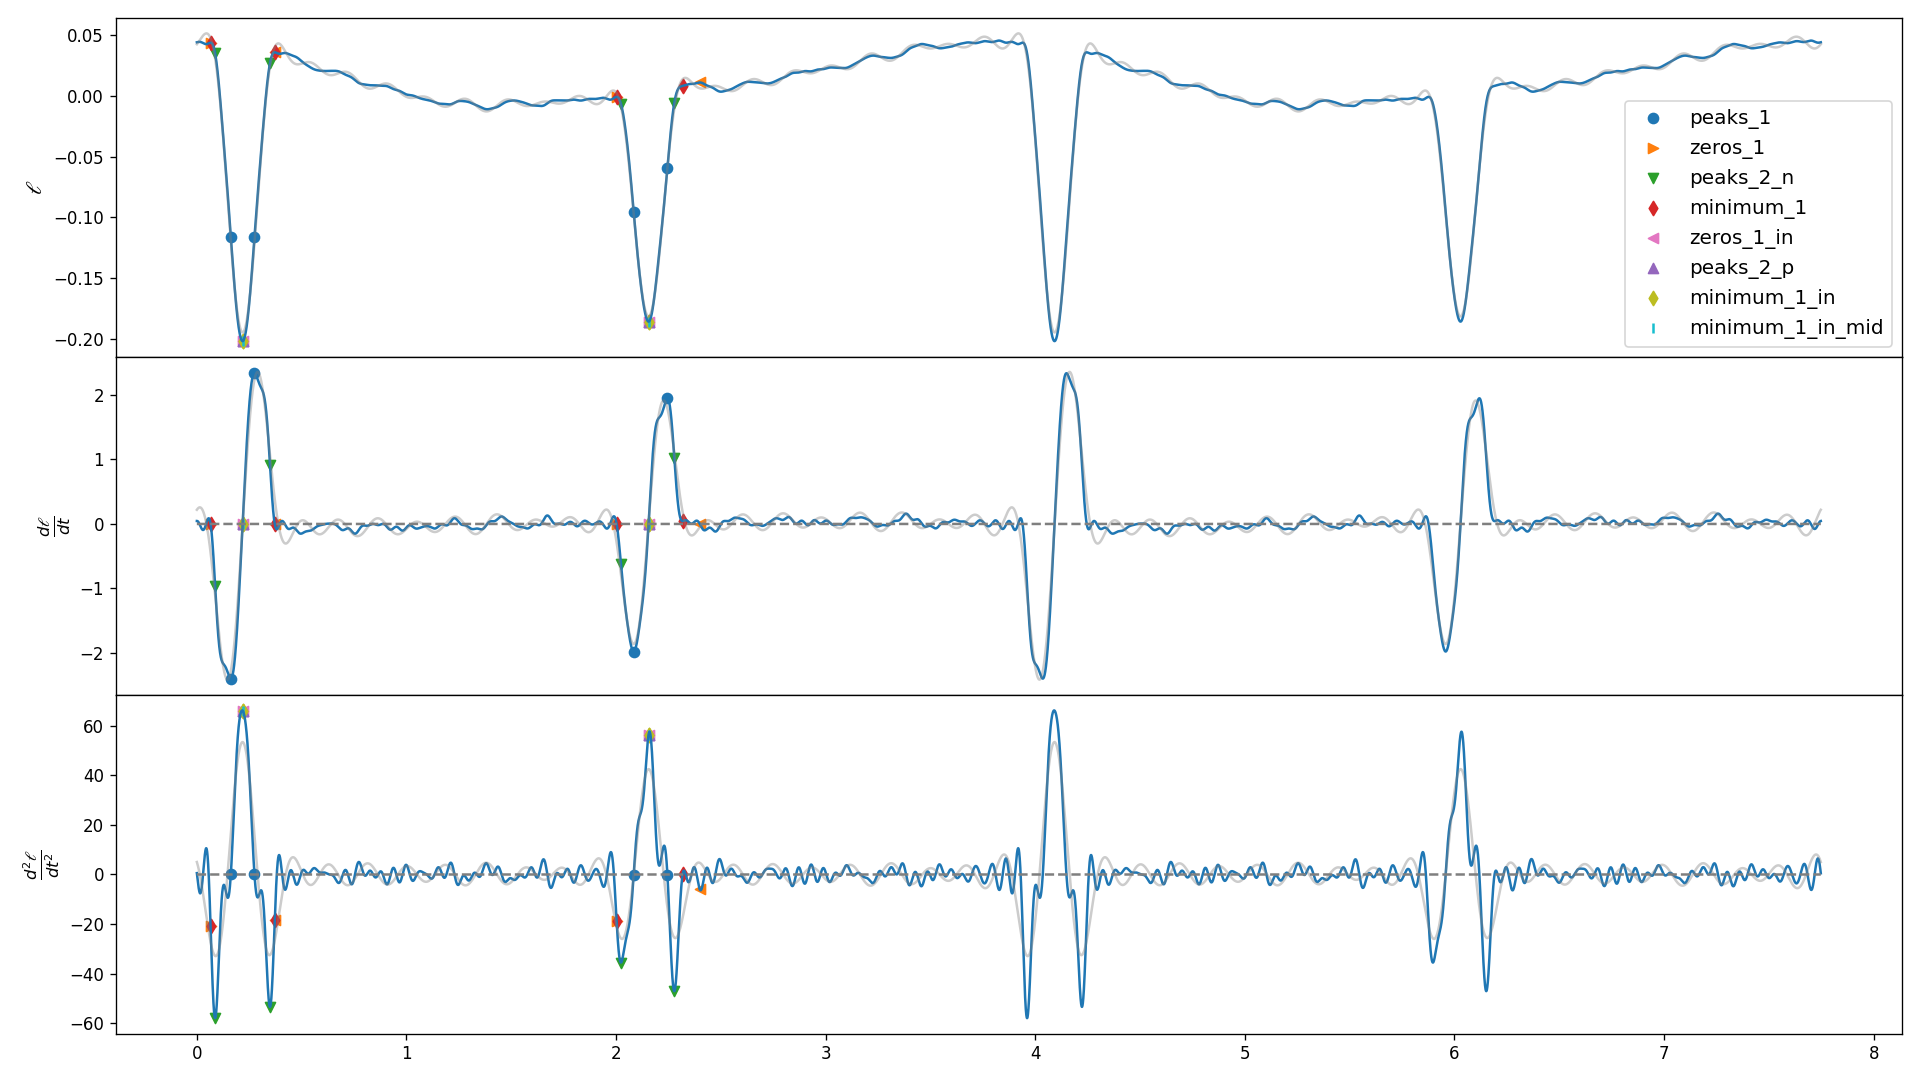 0.05
0.00
−0.05
−0.10
−0.15
−0.20
ℓ
peaks_1
zeros_1
peaks_2_n
minimum_1
zeros_1_in
peaks_2_p
minimum_1_in
minimum_1_in_mid
2
1
0
−1
−2
dℓ
dt
60
40
20
0
−20
−40
−60
d²ℓ
dt²
0 1 2 3 4 5 6 7 8